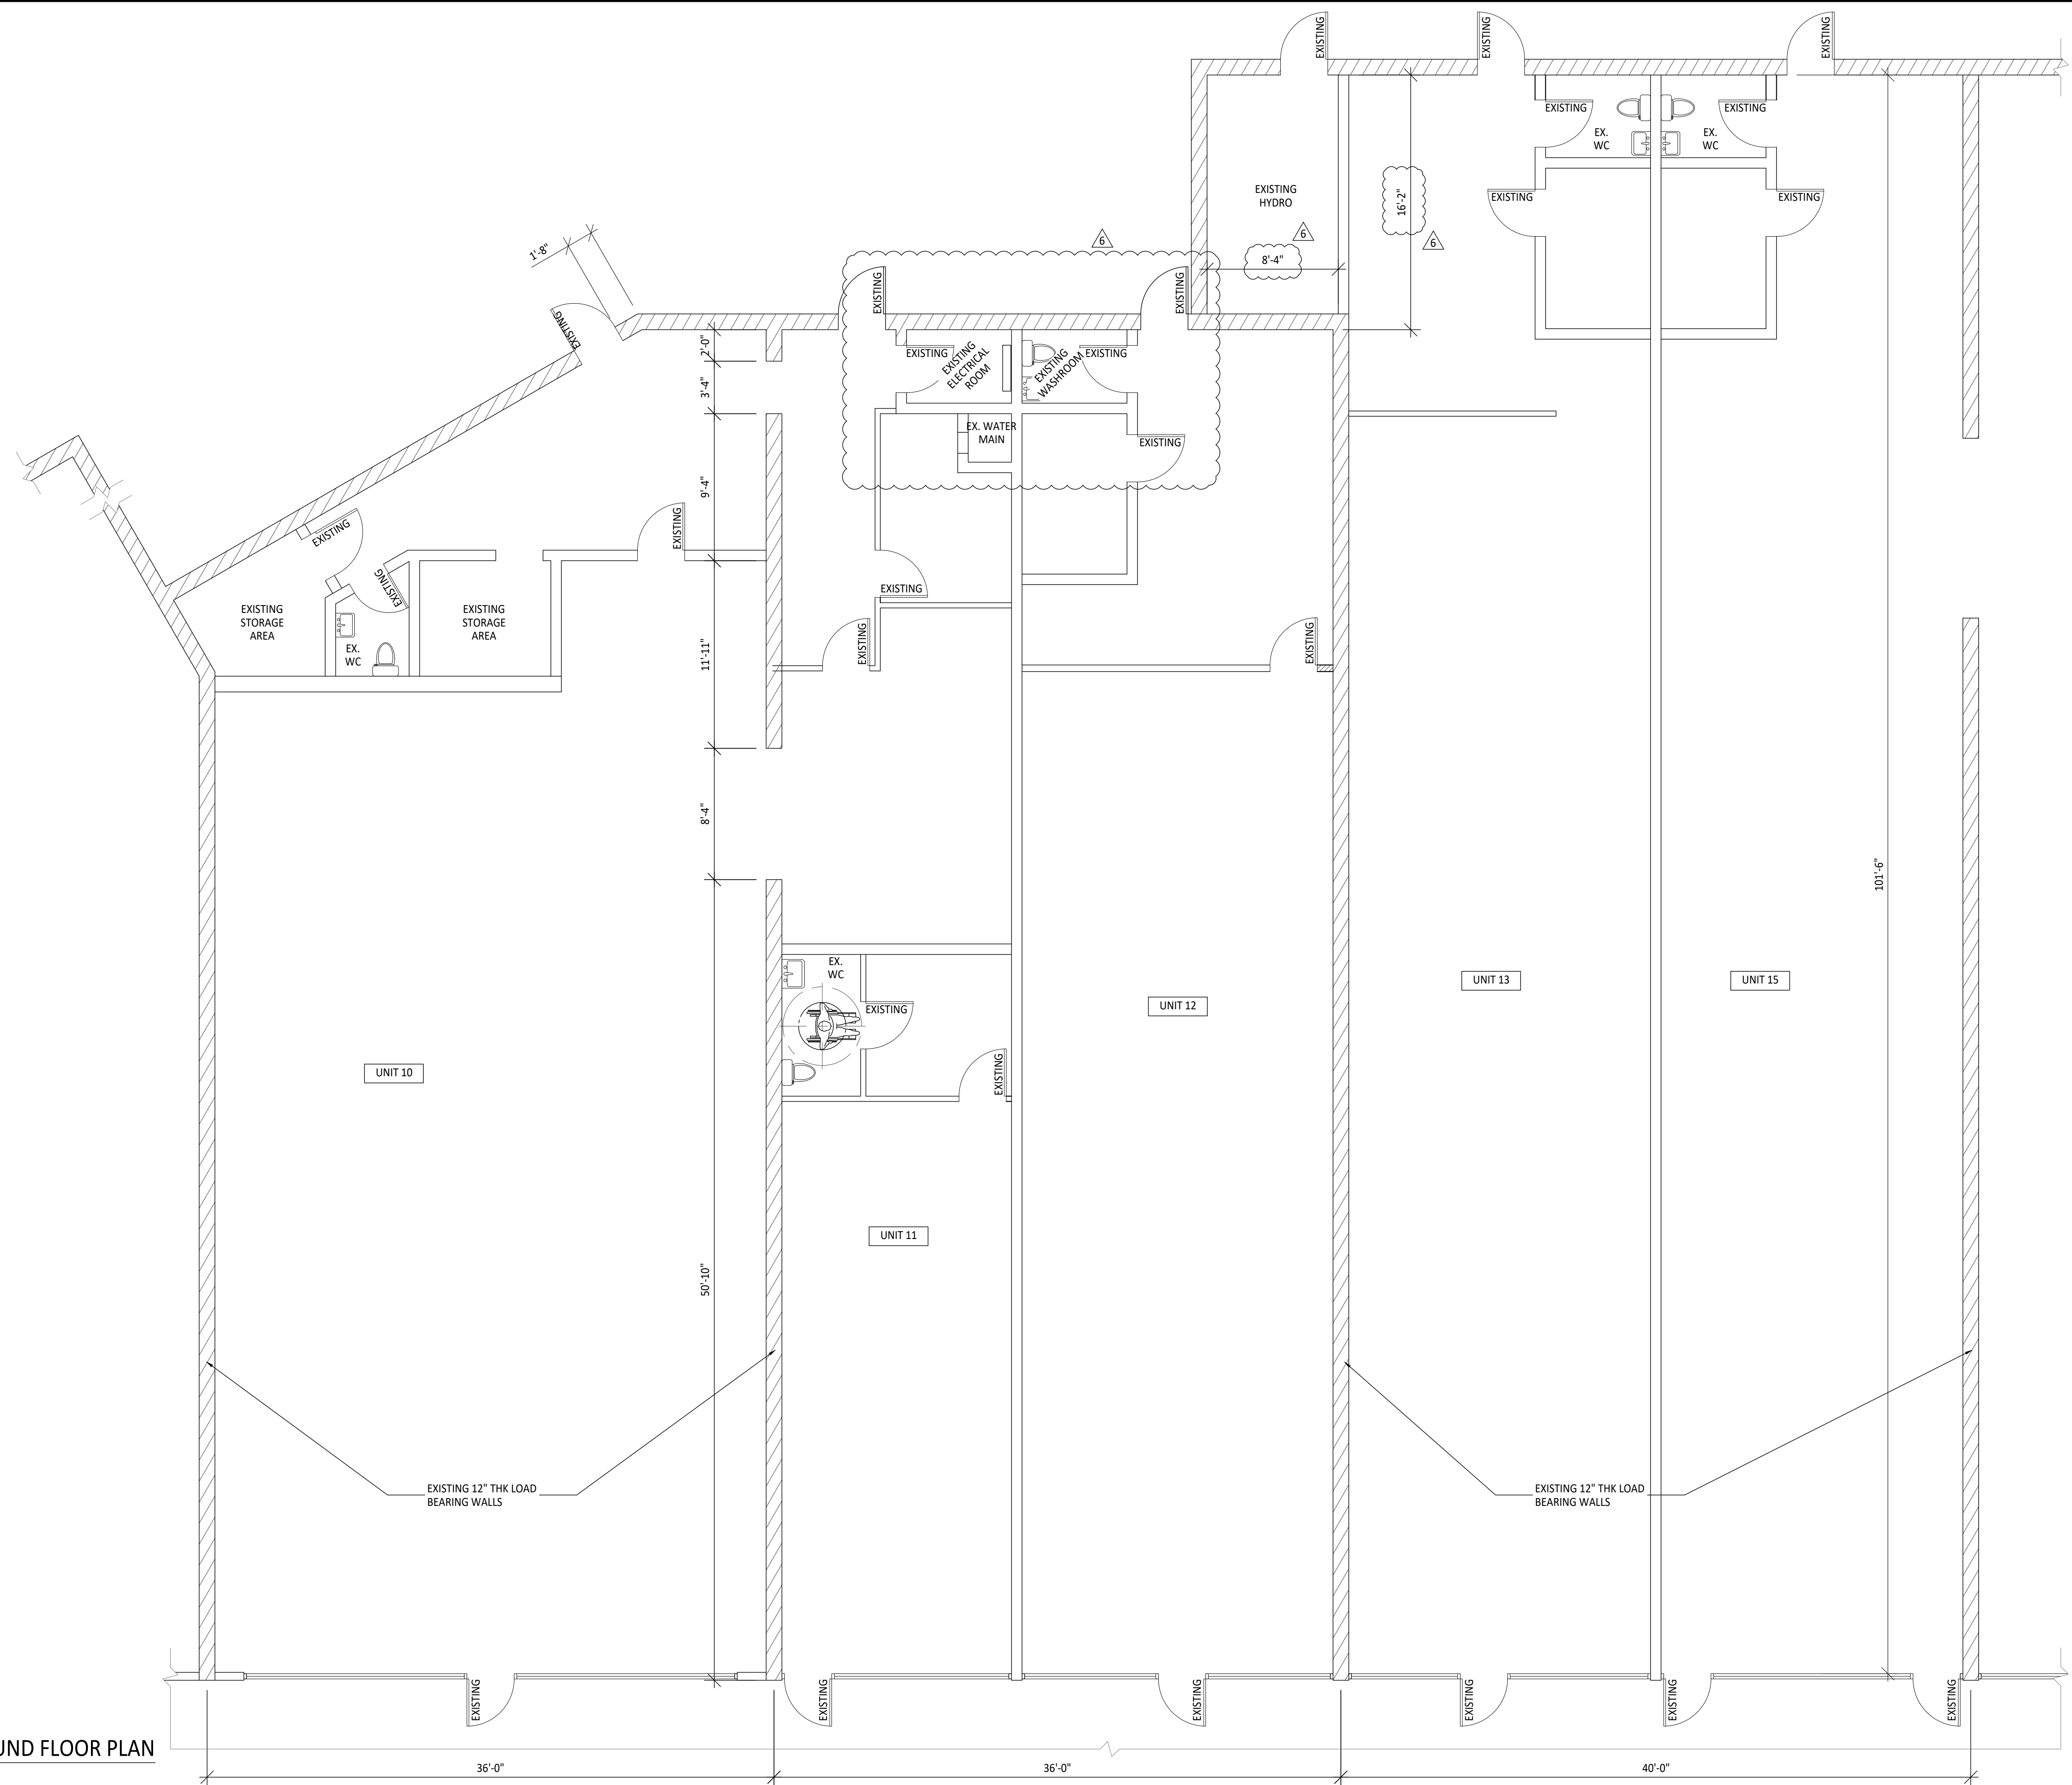 EXISTING
EXISTING
EXISTING
EXISTING
EXISTING
EX.
WC
EX.
WC
EXISTING
HYDRO
EXISTING
EXISTING
16'-2"
6
6
6
8'-4"
1'-8"
EXISTING
EXISTING
EXISTING
2'-0"
EXISTING
EXISTING
ELECTRICAL
ROOM
EXISTING
WASHROOM
EXISTING
3'-4"
EX. WATER
MAIN
EXISTING
9'-4"
EXISTING
EXISTING
EXISTING
EXISTING
EXISTING
STORAGE
AREA
EX.
WC
EXISTING
STORAGE
AREA
11'-11"
EXISTING
EXISTING
8'-4"
101'-6"
EX.
WC
EXISTING
UNIT 12
UNIT 13
UNIT 15
UNIT 10
EXISTING
UNIT 11
50'-10"
EXISTING 12" THK LOAD
BEARING WALLS
EXISTING 12" THK LOAD
BEARING WALLS
EXISTING
EXISTING
EXISTING
EXISTING
EXISTING
EXISTING
UND FLOOR PLAN
36'-0"
36'-0"
40'-0"